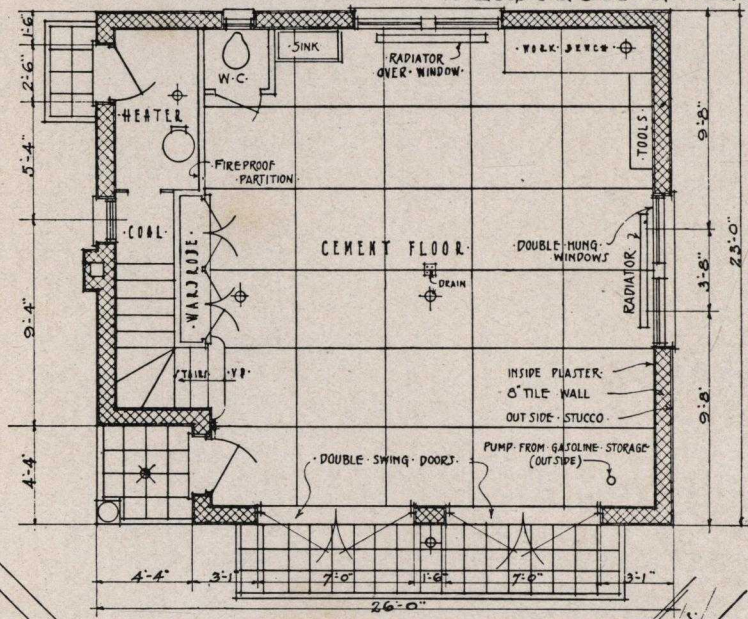 SINK
W.C.
RADIATOR
OVER WINDOW
WORK BENCH
TOOLS
HEATER
FIREPROOF
PARTITION
COAL
WARDROBE
CEMENT FLOOR
DRAIN
DOUBLE HUNG
WINDOWS
RADIATOR
STAIRS UP
INSIDE PLASTER
8" TILE WALL
OUT SIDE STUCCO
PUMP FROM GASOLINE STORAGE
(OUTSIDE)
DOUBLE SWING DOORS
1'-6"
2'-6"
5'-4"
9'-4"
4'-4"
9'-8"
3'-8"
9'-8"
23'-0"
4'-4"
3'-1"
7'-0"
1'-6"
7'-0"
3'-1"
26'-0"